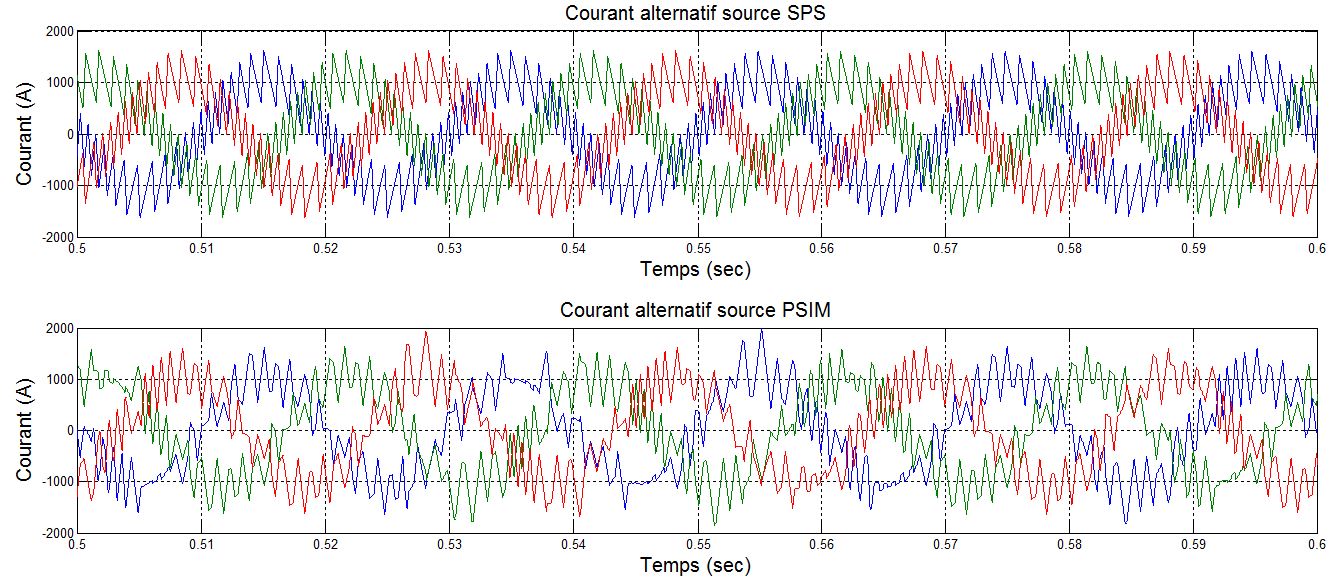 Courant alternatif source SPS
Courant (A)
2000
1000
0
-1000
-2000
0.5 0.51 0.52 0.53 0.54 0.55 0.56 0.57 0.58 0.59 0.6
Temps (sec)
Courant alternatif source PSIM
Courant (A)
2000
1000
0
-1000
-2000
0.5 0.51 0.52 0.53 0.54 0.55 0.56 0.57 0.58 0.59 0.6
Temps (sec)